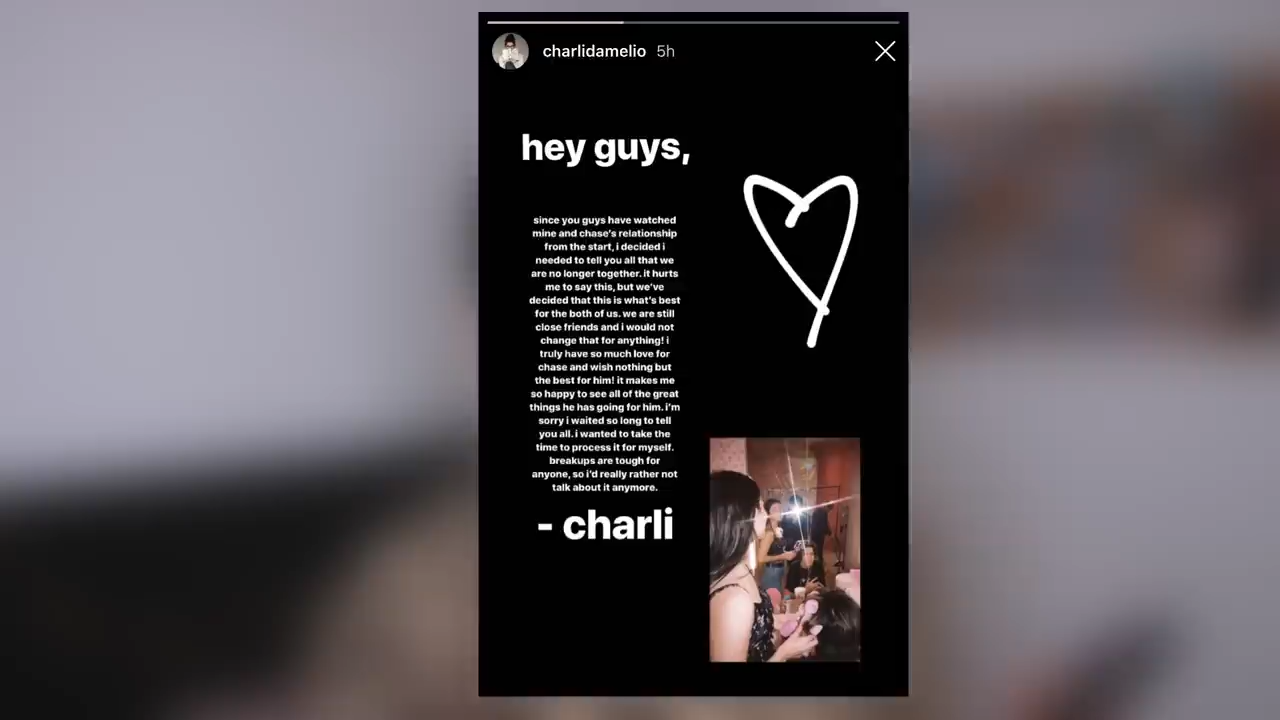 charlidamelio 5h
hey guys,
since you guys have watched
mine and chase's relationship
from the start, i decided i
needed to tell you all that we
are no longer together. it hurts
me to say this, but we've
decided that this is what's best
for the both of us. we are still
close friends and i would not
change that for anything! i
truly have so much love for
chase and wish nothing but
the best for him! it makes me
so happy to see all of the great
things he has going for him. i'm
sorry i waited so long to tell
you all. i wanted to take the
time to process it for myself.
breakups are tough for
anyone, so i'd really rather not
talk about it anymore.
- charli